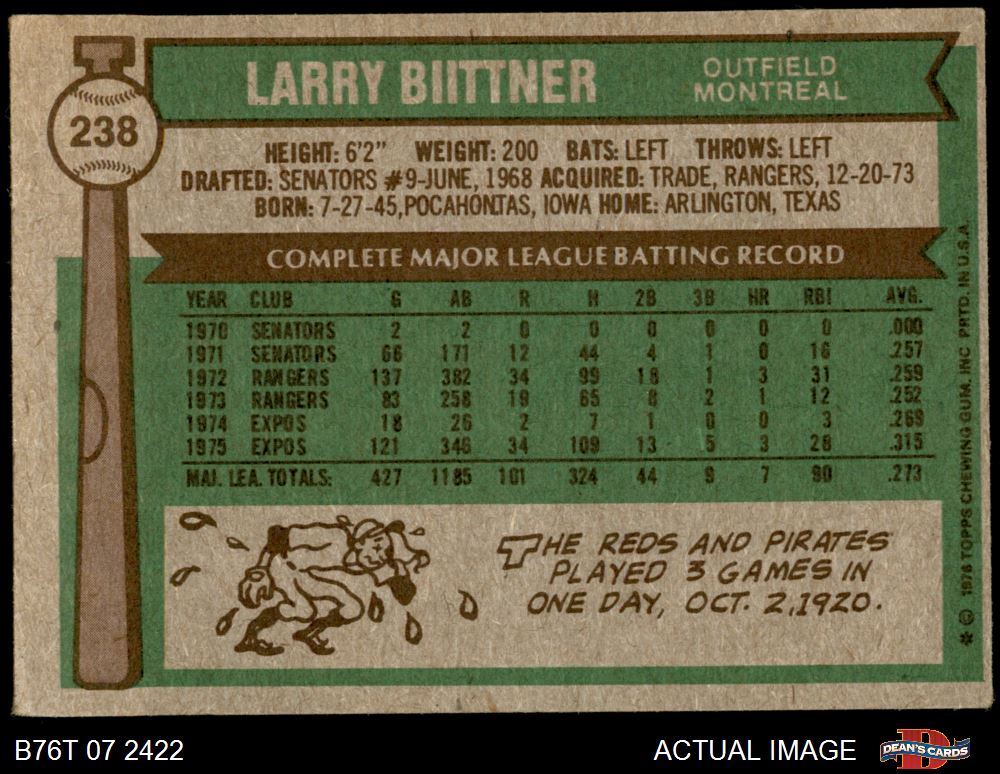 238
LARRY BIITTNER
OUTFIELD
MONTREAL
HEIGHT: 6'2" WEIGHT: 200 BATS: LEFT THROWS: LEFT
DRAFTED: SENATORS #9-JUNE, 1968 ACQUIRED: TRADE, RANGERS, 12-20-73
BORN: 7-27-45, POCAHONTAS, IOWA HOME: ARLINGTON, TEXAS
COMPLETE MAJOR LEAGUE BATTING RECORD
YEAR CLUB G AB R H 2B 3B HR RBI AVG.
1970 SENATORS 2 2 0 0 0 0 0 0 .000
1971 SENATORS 66 171 12 44 4 1 0 16 .257
1972 RANGERS 137 382 34 99 18 1 3 31 .259
1973 RANGERS 83 258 19 65 8 2 1 12 .252
1974 EXPOS 18 26 2 7 1 0 0 3 .269
1975 EXPOS 121 346 34 109 13 5 3 28 .315
MAJ. LEA. TOTALS: 427 1185 101 324 44 9 7 90 .273
THE REDS AND PIRATES
PLAYED 3 GAMES IN
ONE DAY, OCT. 2, 1920.
* © 1976 TOPPS CHEWING GUM, INC PRTD. IN U.S.A.
B76T 07 2422
ACTUAL IMAGE
DEAN'S CARDS